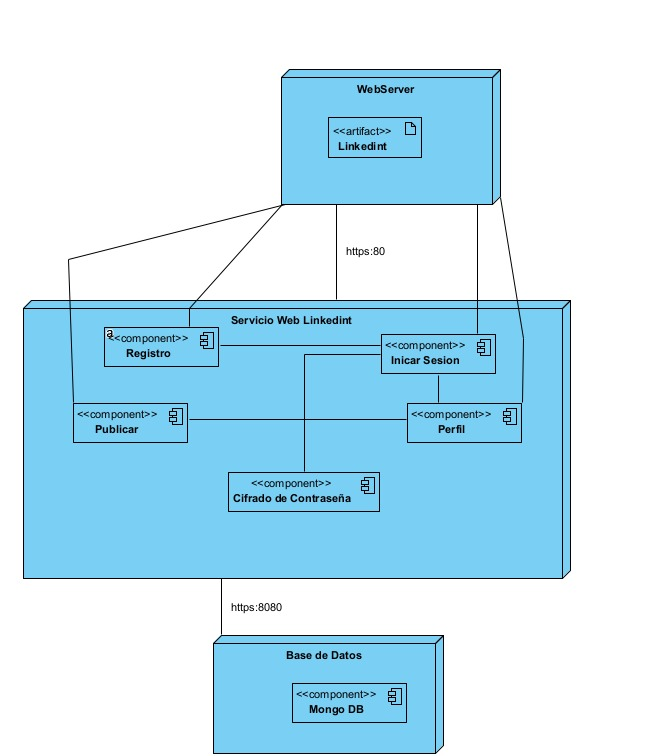 WebServer
<<artifact>>
Linkedint
https:80
Servicio Web Linkedint
a
<<component>>
Registro
<<component>>
Inicar Sesion
<<component>>
Publicar
<<component>>
Perfil
<<component>>
Cifrado de Contraseña
https:8080
Base de Datos
<<component>>
Mongo DB